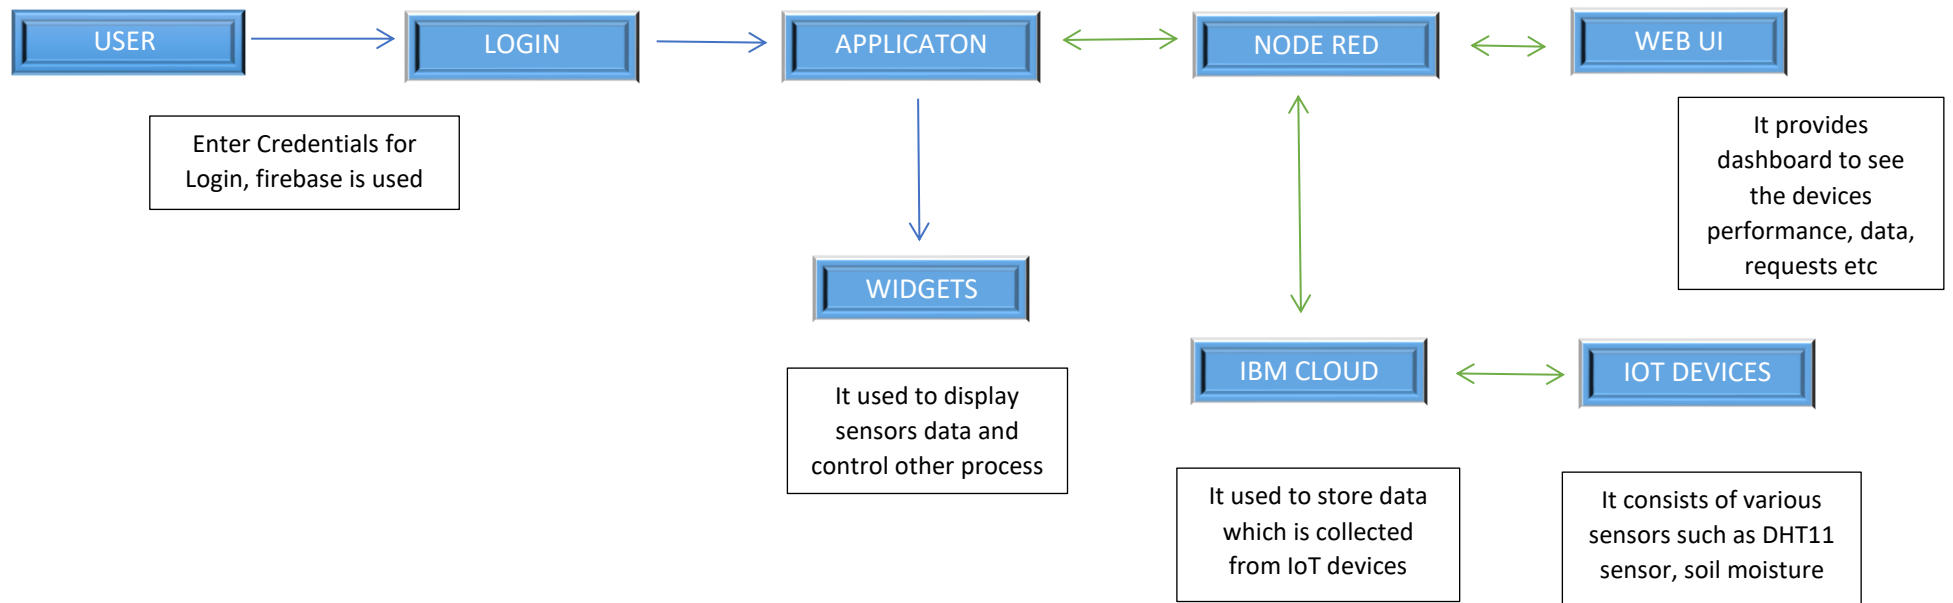 USER
LOGIN
APPLICATON
NODE RED
WEB UI
Enter Credentials for
Login, firebase is used
It provides
dashboard to see
the devices
performance, data,
requests etc
WIDGETS
It used to display
sensors data and
control other process
IBM CLOUD
IOT DEVICES
It used to store data
which is collected
from IoT devices
It consists of various
sensors such as DHT11
sensor, soil moisture